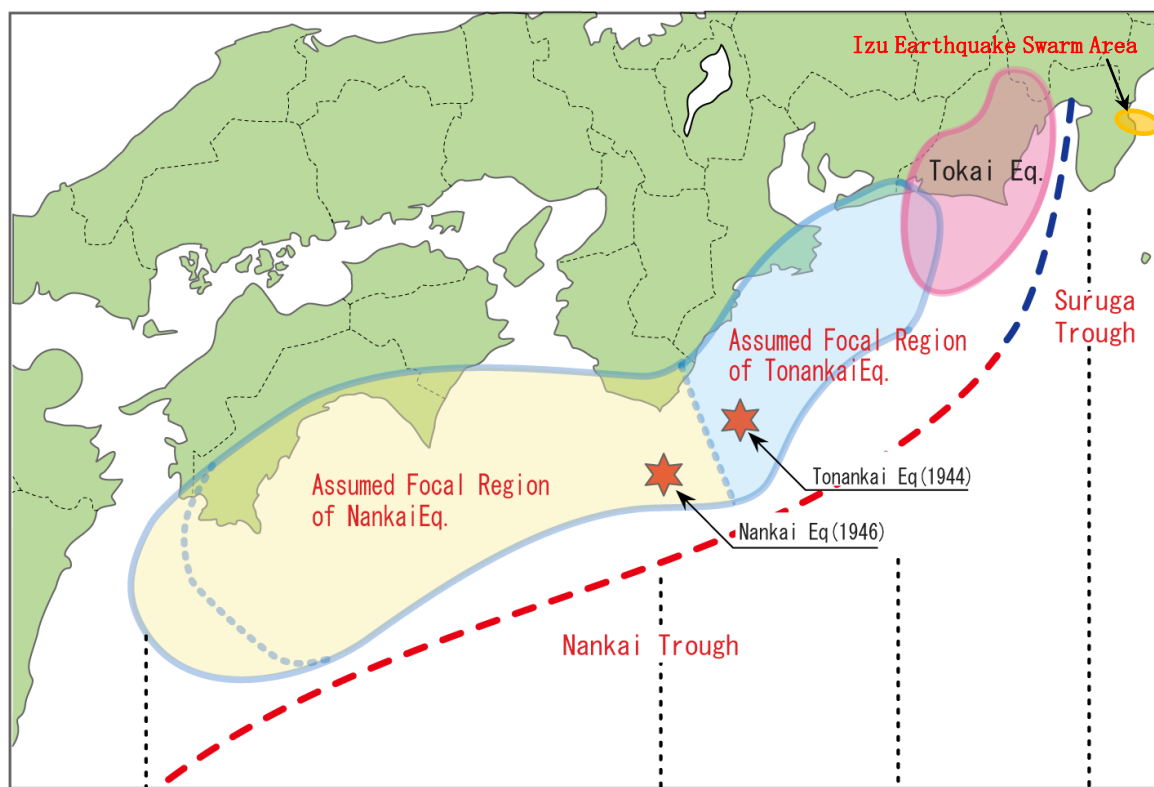 Izu Earthquake Swarm Area
Tokai Eq.
Suruga
Trough
Assumed Focal Region
of TonankaiEq.
Tonankai Eq(1944)
Assumed Focal Region
of NankaiEq.
Nankai Eq(1946)
Nankai Trough